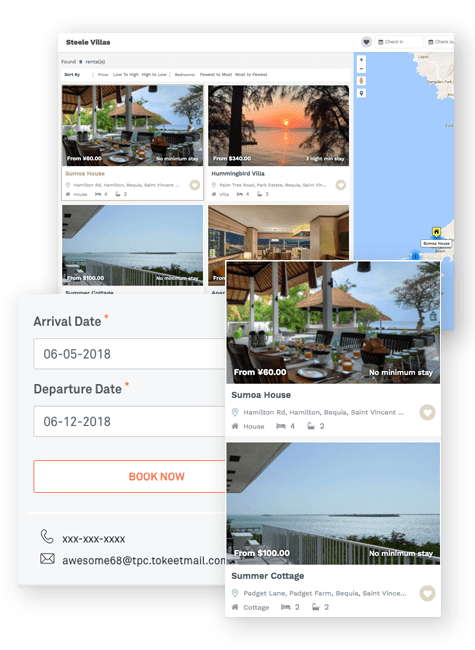 Steele Villas
Check in
Check ou
Found 9 rental(s)
Sort By Price: Low To High High to Low Bedrooms: Fewest to Most Most to Fewest
From ¥60.00 No minimum stay
Sumoa House
Hamilton Rd, Hamilton, Bequia, Saint Vincent ...
House 4 2
From $340.00 3 night min stay
Hummingbird Villa
Palm Tree Road, Park Estate, Bequia, Saint Vincent ...
Villa 4 3
Sumoa House
From $100.00 No minimum stay
Summer Cottage
Arrival Date *
06-05-2018
Departure Date *
06-12-2018
BOOK NOW
xxx-xxx-xxxx
awesome68@tpc.tokeetmail.com
From ¥60.00 No minimum stay
Sumoa House
Hamilton Rd, Hamilton, Bequia, Saint Vincent ...
House 4 2
From $100.00 No minimum stay
Summer Cottage
Padget Lane, Padget Farm, Bequia, Saint Vince...
Cottage 2 2